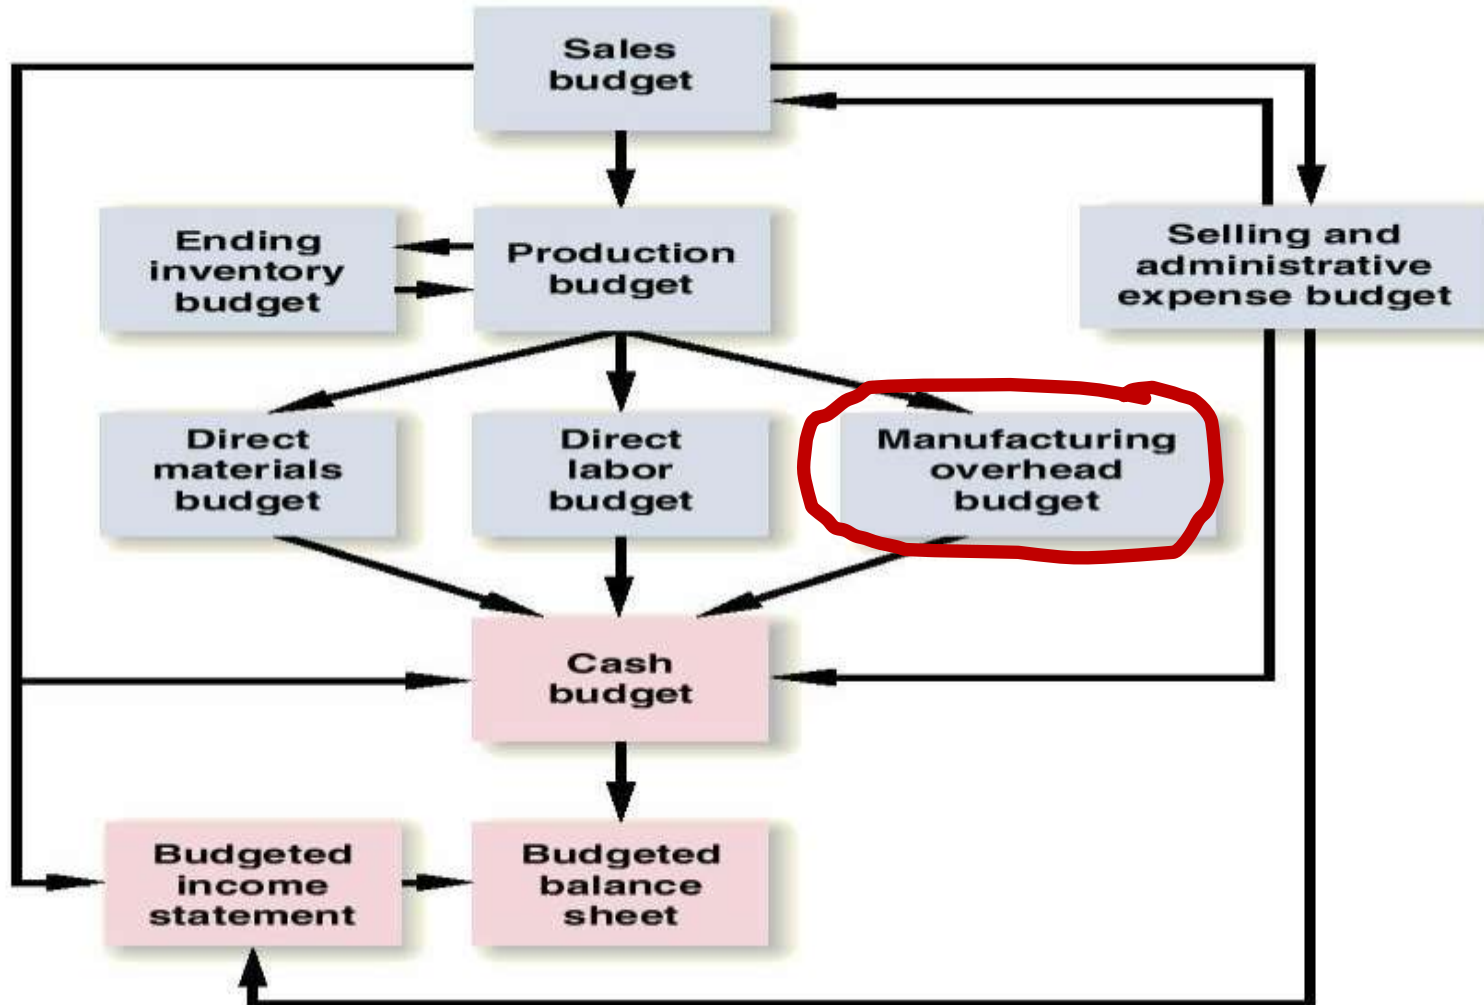 Sales
budget
Ending
inventory
budget
Production
budget
Selling and
administrative
expense budget
Direct
materials
budget
Direct
labor
budget
Manufacturing
overhead
budget
Cash
budget
Budgeted
income
statement
Budgeted
balance
sheet